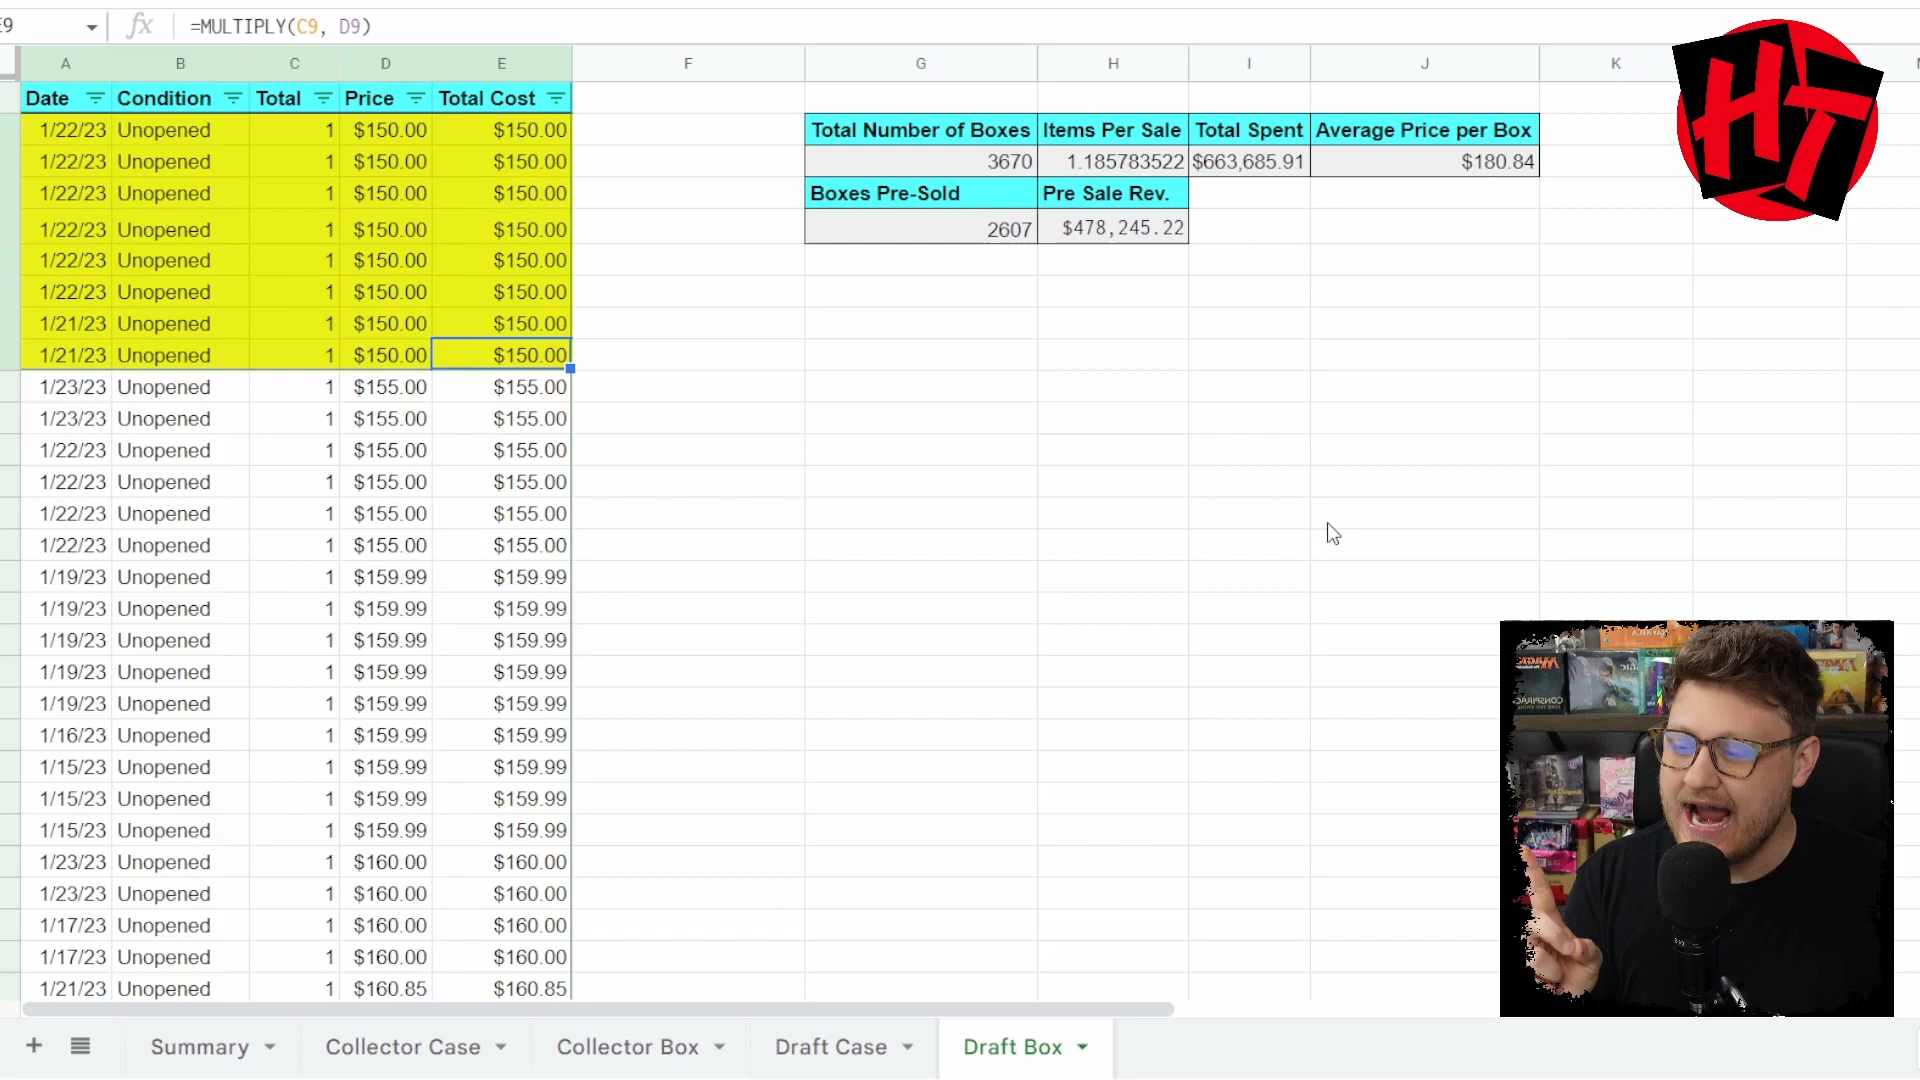 =MULTIPLY(C9, D9)
A B C D E F G H I J K
Date Condition Total Price Total Cost
1/22/23 Unopened 1 $150.00 $150.00 Total Number of Boxes Items Per Sale Total Spent Average Price per Box
1/22/23 Unopened 1 $150.00 $150.00 3670 1.185783522 $663,685.91 $180.84
1/22/23 Unopened 1 $150.00 $150.00 Boxes Pre-Sold Pre Sale Rev.
1/22/23 Unopened 1 $150.00 $150.00 2607 $478,245.22
1/22/23 Unopened 1 $150.00 $150.00
1/22/23 Unopened 1 $150.00 $150.00
1/21/23 Unopened 1 $150.00 $150.00
1/21/23 Unopened 1 $150.00 $150.00
1/23/23 Unopened 1 $155.00 $155.00
1/23/23 Unopened 1 $155.00 $155.00
1/22/23 Unopened 1 $155.00 $155.00
1/22/23 Unopened 1 $155.00 $155.00
1/22/23 Unopened 1 $155.00 $155.00
1/22/23 Unopened 1 $155.00 $155.00
1/19/23 Unopened 1 $159.99 $159.99
1/19/23 Unopened 1 $159.99 $159.99
1/19/23 Unopened 1 $159.99 $159.99
1/19/23 Unopened 1 $159.99 $159.99
1/19/23 Unopened 1 $159.99 $159.99
1/16/23 Unopened 1 $159.99 $159.99
1/15/23 Unopened 1 $159.99 $159.99
1/15/23 Unopened 1 $159.99 $159.99
1/15/23 Unopened 1 $159.99 $159.99
1/23/23 Unopened 1 $160.00 $160.00
1/23/23 Unopened 1 $160.00 $160.00
1/17/23 Unopened 1 $160.00 $160.00
1/17/23 Unopened 1 $160.00 $160.00
1/21/23 Unopened 1 $160.85 $160.85
Summary Collector Case Collector Box Draft Case Draft Box
HT
MAGIC
MAGIC
CONSPIRACY